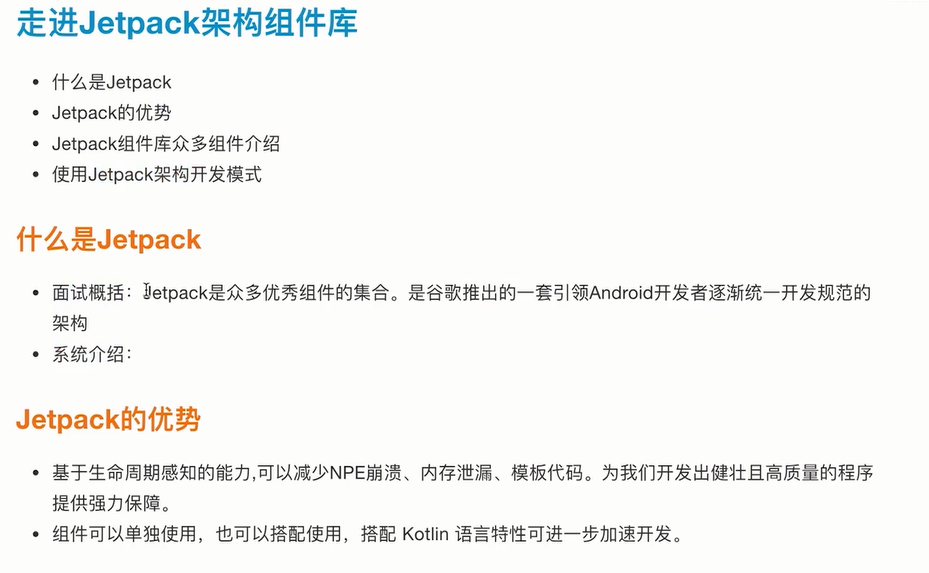 走进Jetpack架构组件库
什么是Jetpack
Jetpack的优势
Jetpack组件库众多组件介绍
使用Jetpack架构开发模式
什么是Jetpack
面试概括：Jetpack是众多优秀组件的集合。是谷歌推出的一套引领Android开发者逐渐统一开发规范的
架构
系统介绍：
Jetpack的优势
基于生命周期感知的能力,可以减少NPE崩溃、内存泄漏、模板代码。为我们开发出健壮且高质量的程序
提供强力保障。
组件可以单独使用，也可以搭配使用，搭配 Kotlin 语言特性可进一步加速开发。